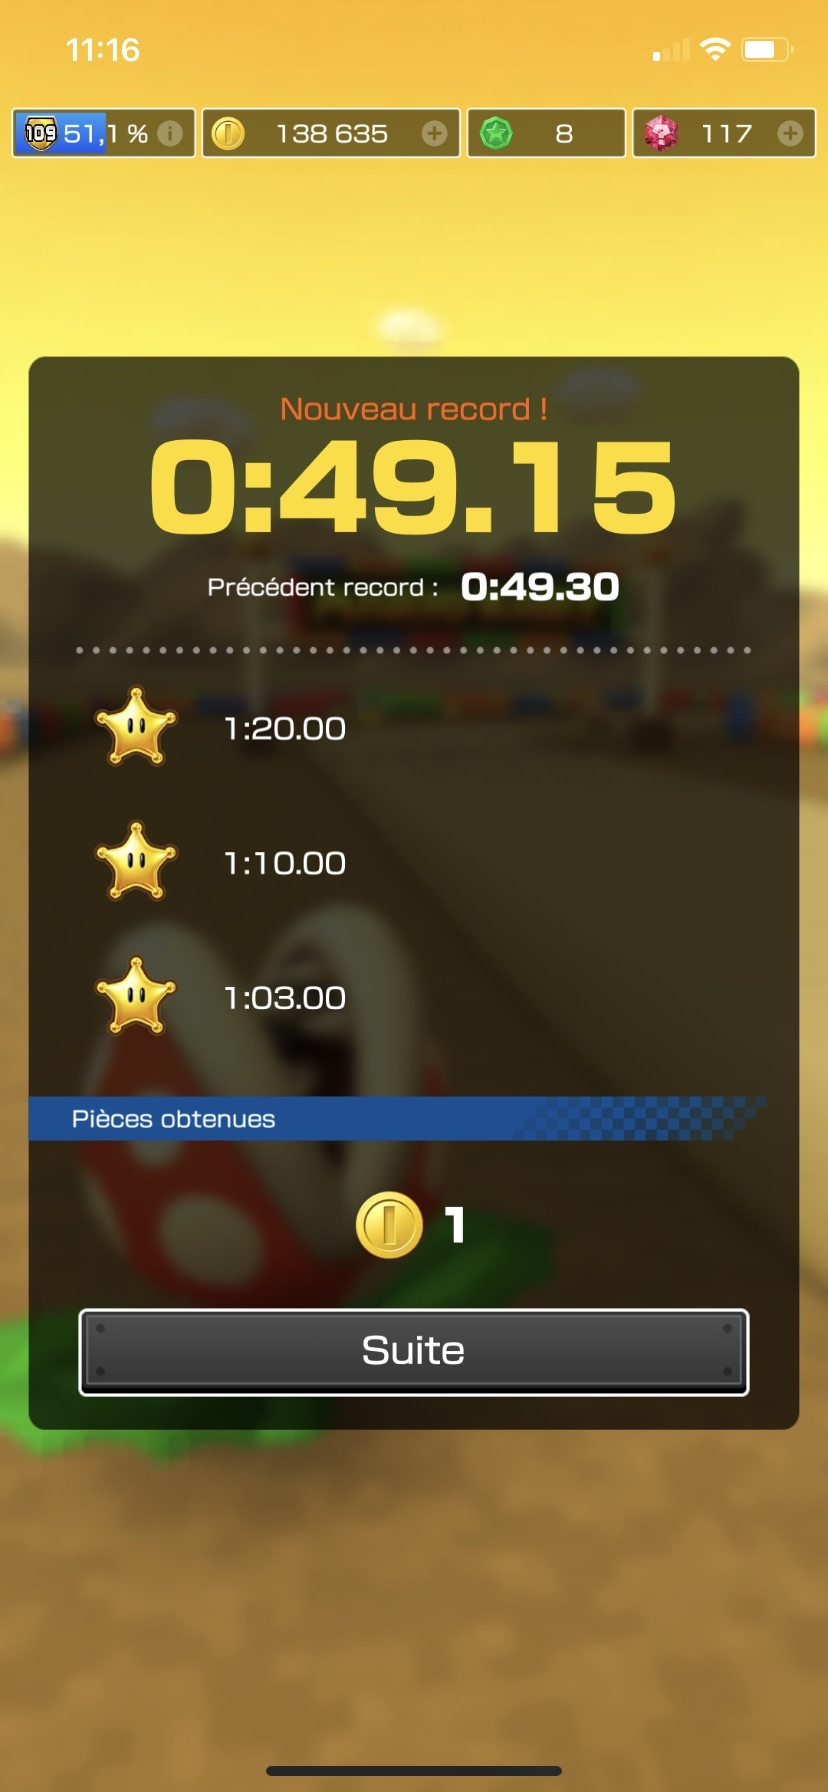 11:16
109 51,1 % i
138 635 +
8
117 +
Nouveau record !
0:49.15
Précédent record : 0:49.30
1:20.00
1:10.00
1:03.00
Pièces obtenues
1
Suite